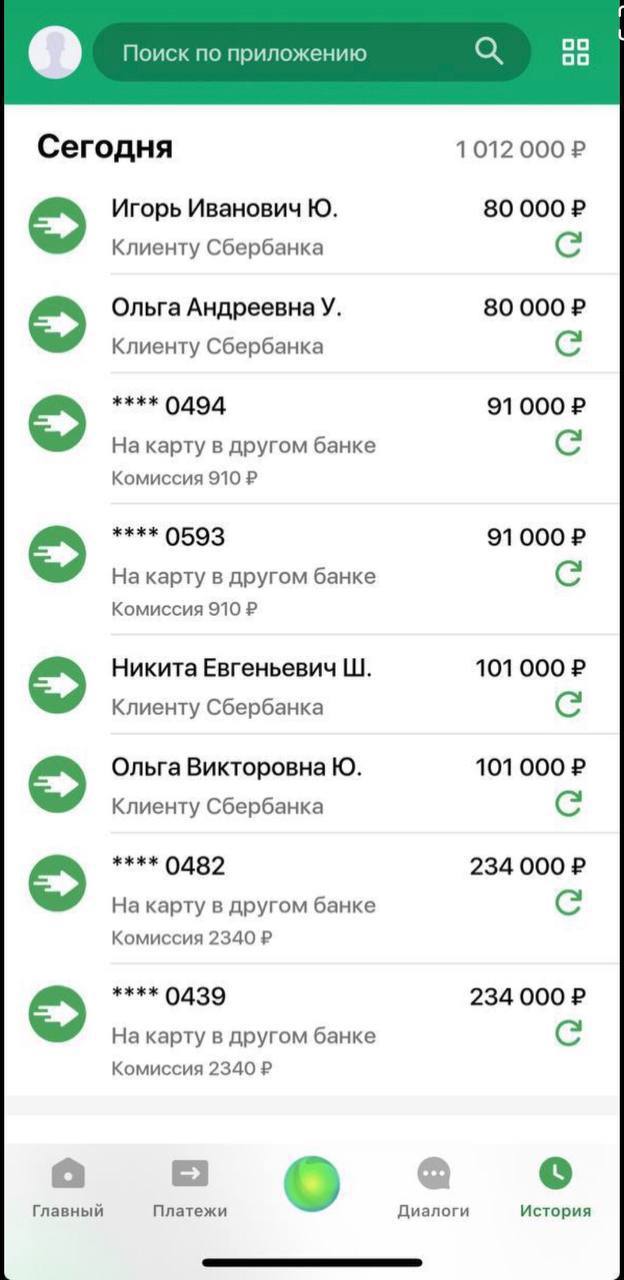 Поиск по приложению
Сегодня 1 012 000 ₽
Игорь Иванович Ю. 80 000 ₽
Клиенту Сбербанка
Ольга Андреевна У. 80 000 ₽
Клиенту Сбербанка
**** 0494 91 000 ₽
На карту в другом банке
Комиссия 910 ₽
**** 0593 91 000 ₽
На карту в другом банке
Комиссия 910 ₽
Никита Евгеньевич Ш. 101 000 ₽
Клиенту Сбербанка
Ольга Викторовна Ю. 101 000 ₽
Клиенту Сбербанка
**** 0482 234 000 ₽
На карту в другом банке
Комиссия 2340 ₽
**** 0439 234 000 ₽
На карту в другом банке
Комиссия 2340 ₽
Главный Платежи Диалоги История